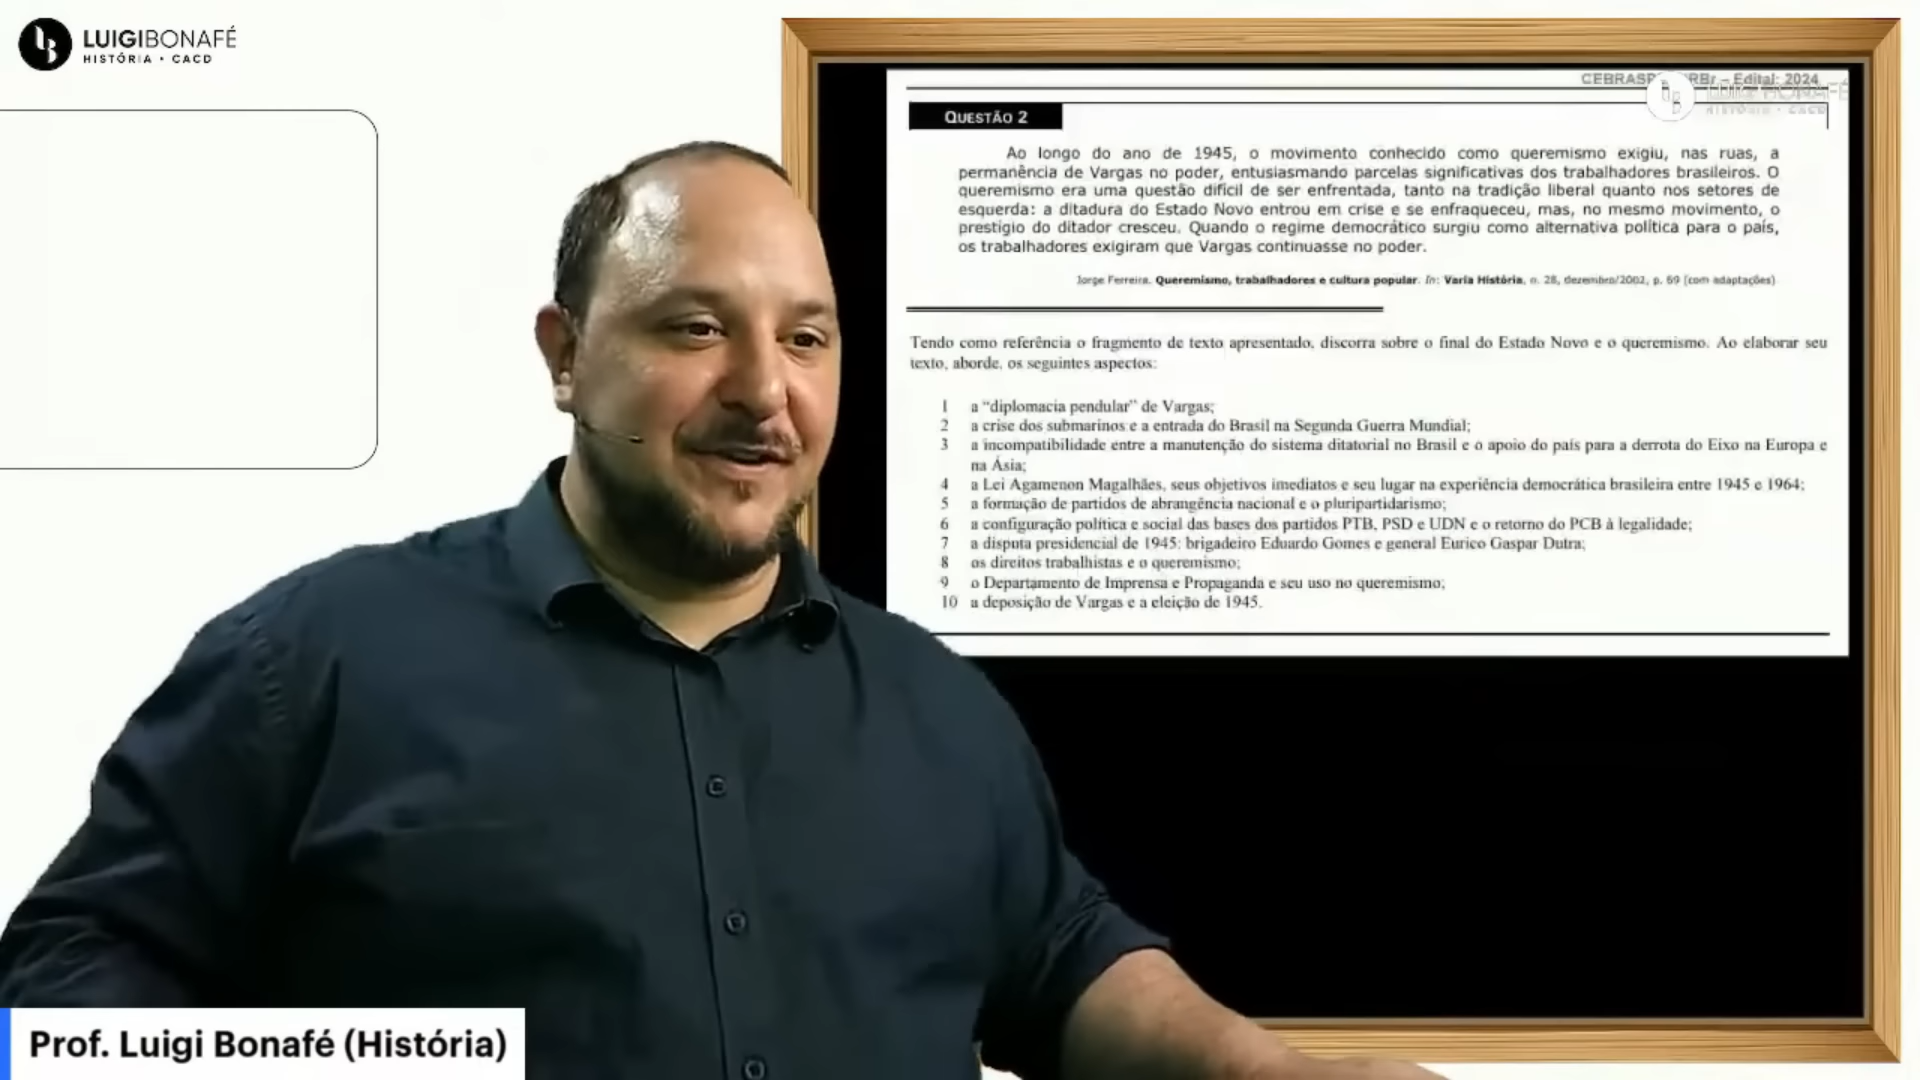 LUIGIBONAFÉ
HISTÓRIA • CACD
– Edital: 2024
QUESTÃO 2
Ao longo do ano de 1945, o movimento conhecido como queremismo exigiu, nas ruas, a
permanência de Vargas no poder, entusiasmando parcelas significativas dos trabalhadores brasileiros. O
queremismo era uma questão difícil de ser enfrentada, tanto na tradição liberal quanto nos setores de
esquerda: a ditadura do Estado Novo entrou em crise e se enfraqueceu, mas, no mesmo movimento, o
prestígio do ditador cresceu. Quando o regime democrático surgiu como alternativa política para o país,
os trabalhadores exigiram que Vargas continuasse no poder.
Jorge Ferreira. Queremismo, trabalhadores e cultura popular. In: Varia História, n. 28, dezembro/2002, p. 69 (com adaptações).
Tendo como referência o fragmento de texto apresentado, discorra sobre o final do Estado Novo e o queremismo. Ao elaborar seu
texto, aborde, os seguintes aspectos:
1 a “diplomacia pendular” de Vargas;
2 a crise dos submarinos e a entrada do Brasil na Segunda Guerra Mundial;
3 a incompatibilidade entre a manutenção do sistema ditatorial no Brasil e o apoio do país para a derrota do Eixo na Europa e
na Ásia;
4 a Lei Agamenon Magalhães, seus objetivos imediatos e seu lugar na experiência democrática brasileira entre 1945 e 1964;
5 a formação de partidos de abrangência nacional e o pluripartidarismo;
6 a configuração política e social das bases dos partidos PTB, PSD e UDN e o retorno do PCB à legalidade;
7 a disputa presidencial de 1945: brigadeiro Eduardo Gomes e general Eurico Gaspar Dutra;
8 os direitos trabalhistas e o queremismo;
9 o Departamento de Imprensa e Propaganda e seu uso no queremismo;
10 a deposição de Vargas e a eleição de 1945.
Prof. Luigi Bonafé (História)